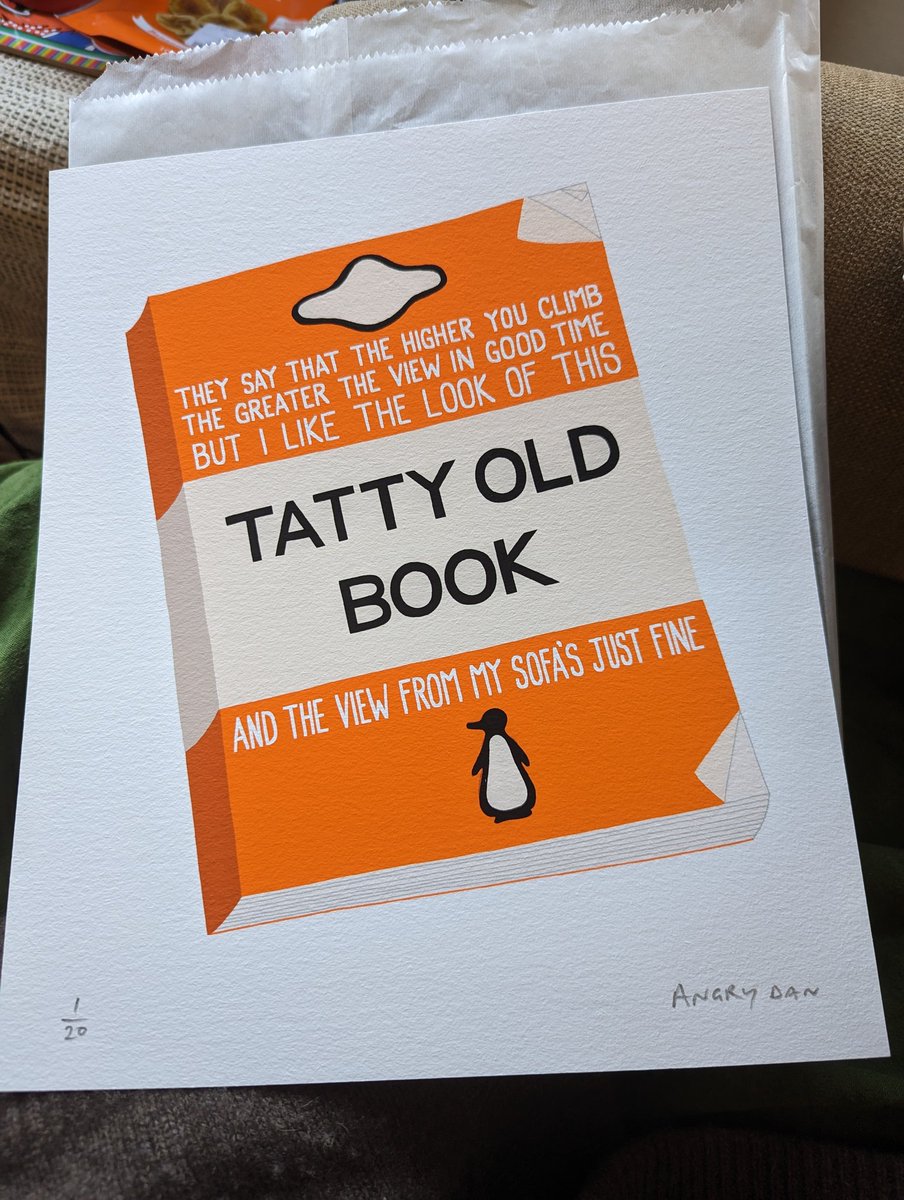 THEY SAY THAT THE HIGHER YOU CLIMB
THE GREATER THE VIEW IN GOOD TIME
BUT I LIKE THE LOOK OF THIS
TATTY OLD
BOOK
AND THE VIEW FROM MY SOFA'S JUST FINE
1/20
ANGRY DAN